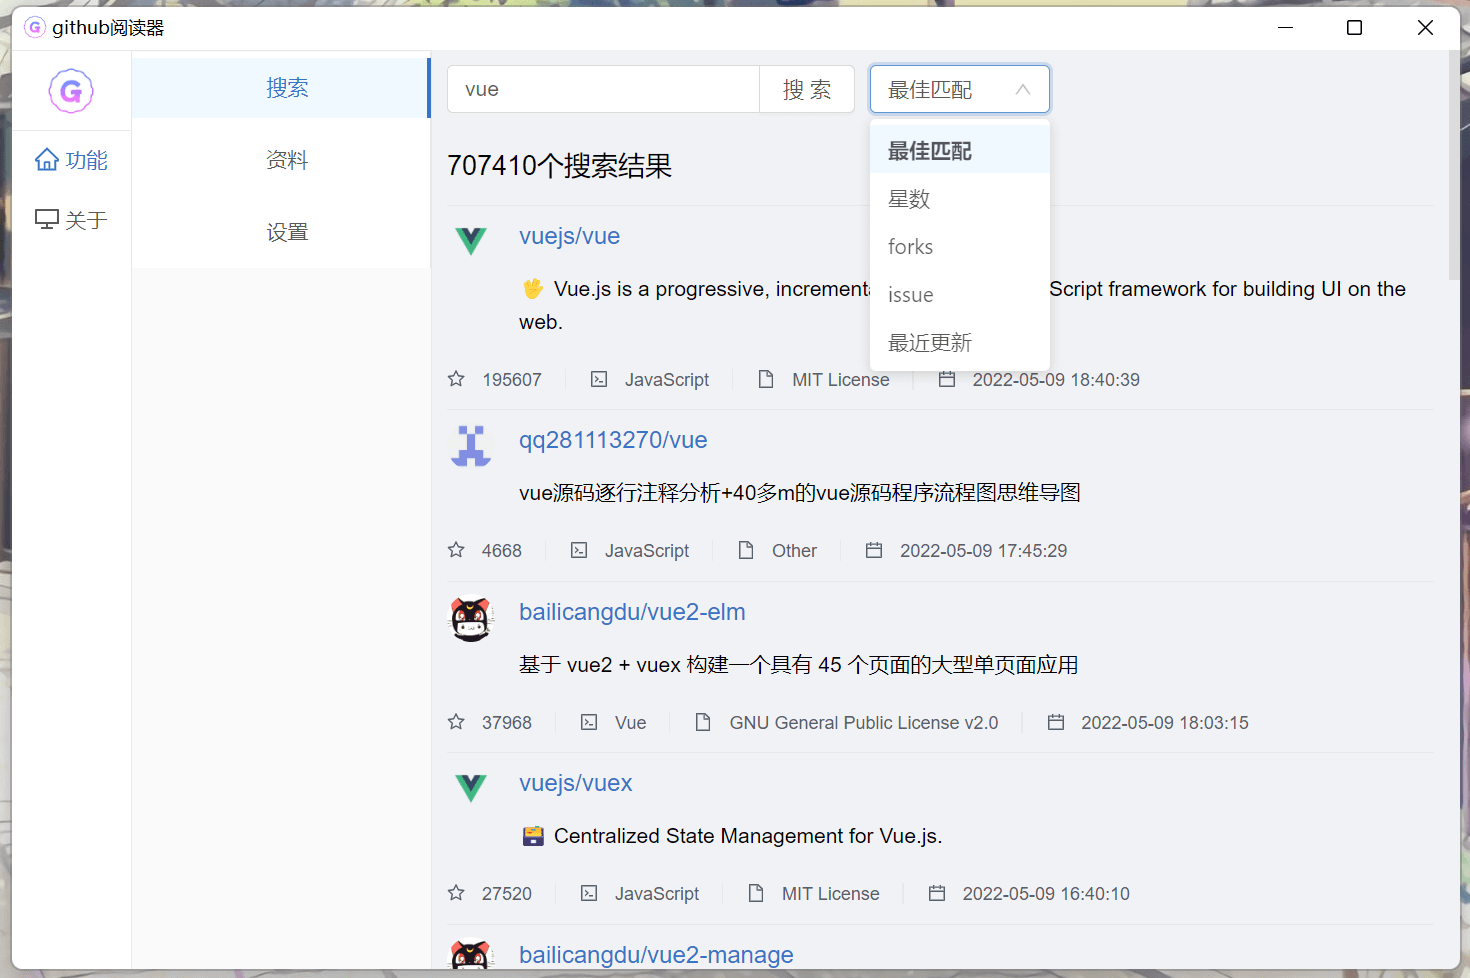 github阅读器
G
G
功能
关于
搜索
资料
设置
vue
搜 索
最佳匹配
最佳匹配
星数
forks
issue
最近更新
707410个搜索结果
vuejs/vue
🖖 Vue.js is a progressive, increment Script framework for building UI on the
web.
195607 JavaScript MIT License 2022-05-09 18:40:39
qq281113270/vue
vue源码逐行注释分析+40多m的vue源码程序流程图思维导图
4668 JavaScript Other 2022-05-09 17:45:29
bailicangdu/vue2-elm
基于 vue2 + vuex 构建一个具有 45 个页面的大型单页面应用
37968 Vue GNU General Public License v2.0 2022-05-09 18:03:15
vuejs/vuex
🗃️ Centralized State Management for Vue.js.
27520 JavaScript MIT License 2022-05-09 16:40:10
bailicangdu/vue2-manage